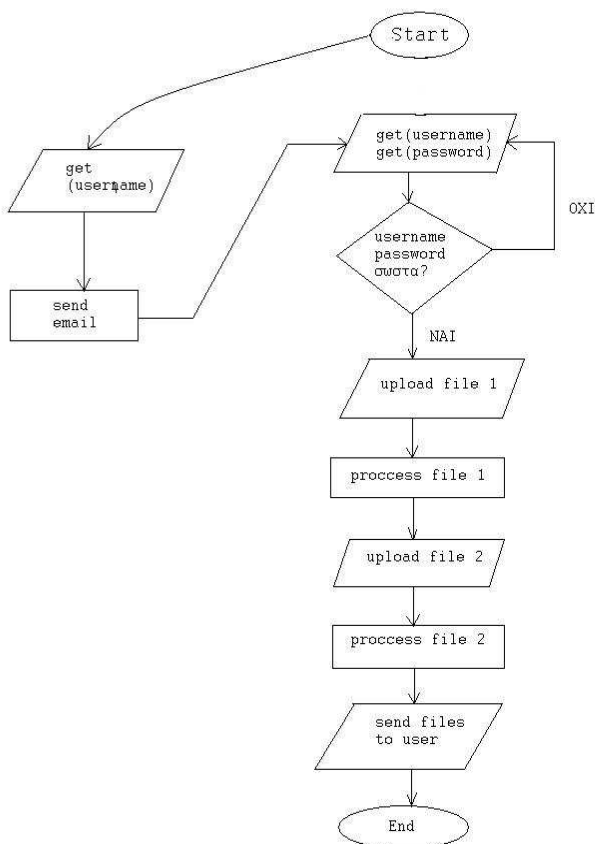 Start
get
(username)
send
email
get(username)
get(password)
username
password
σωστα?
OXI
NAI
upload file 1
proccess file 1
upload file 2
proccess file 2
send files
to user
End